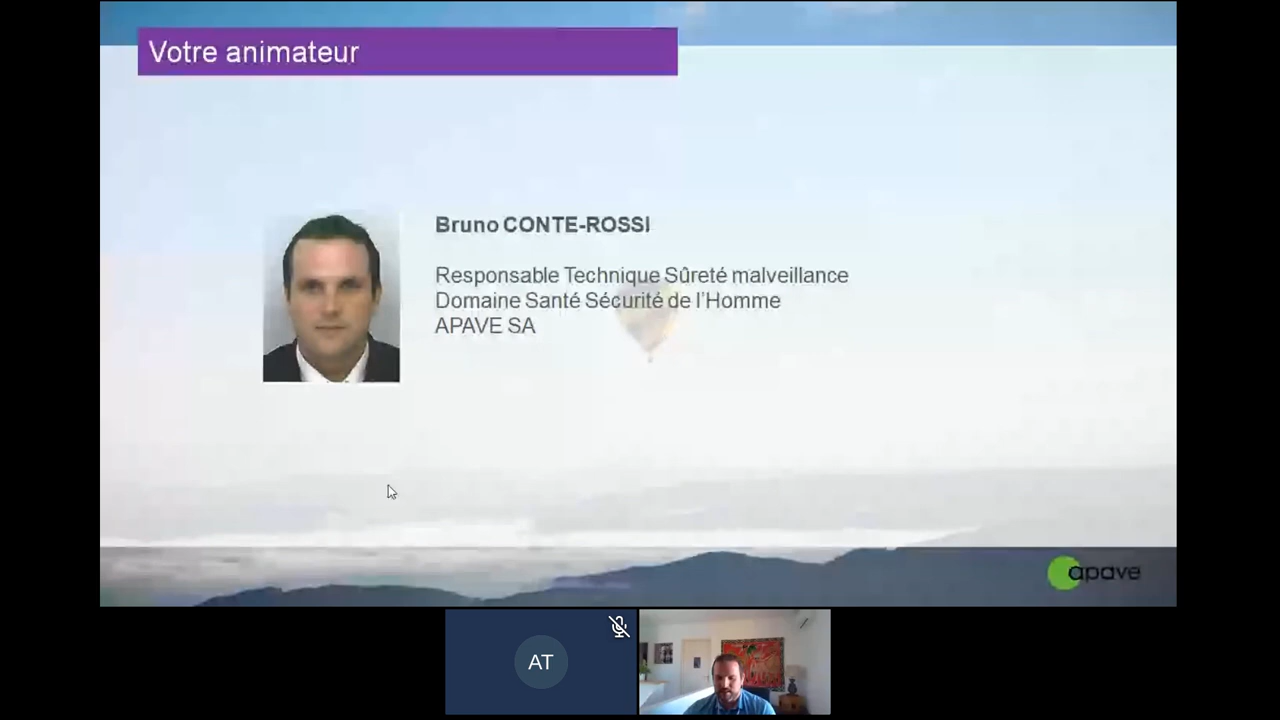 Votre animateur
Bruno CONTE-ROSSI
Responsable Technique Sûreté malveillance
Domaine Santé Sécurité de l'Homme
APAVE SA
apave
AT